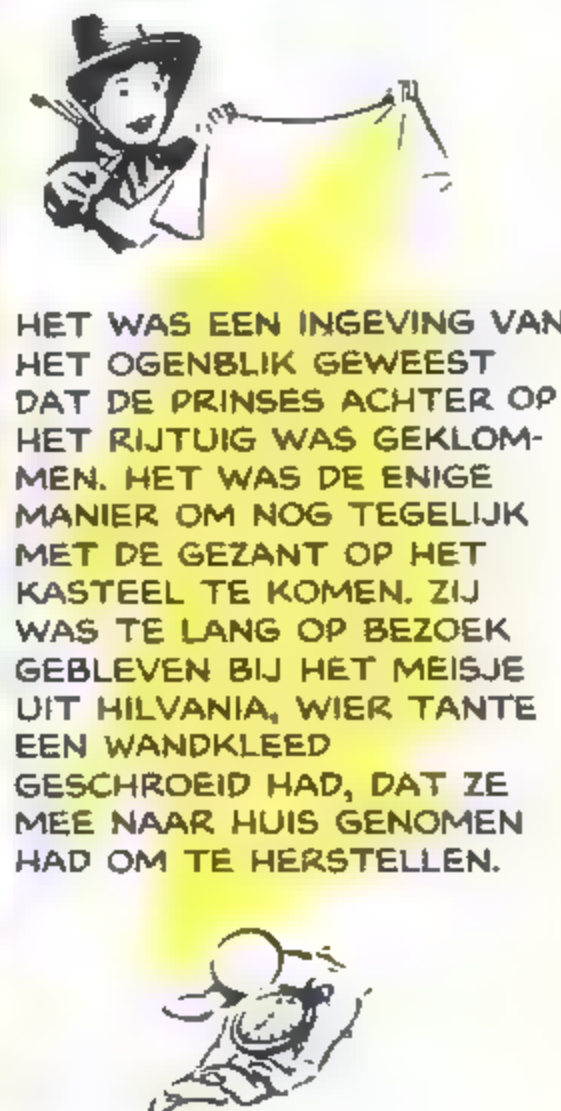 HET WAS EEN INGEVING VAN
HET OGENBLIK GEWEEST
DAT DE PRINSES ACHTER OP
HET RIJTUIG WAS GEKLOM-
MEN. HET WAS DE ENIGE
MANIER OM NOG TEGELIJK
MET DE GEZANT OP HET
KASTEEL TE KOMEN. ZIJ
WAS TE LANG OP BEZOEK
GEBLEVEN BIJ HET MEISJE
UIT HILVANIA, WIER TANTE
EEN WANDKLEED
GESCHROEID HAD, DAT ZE
MEE NAAR HUIS GENOMEN
HAD OM TE HERSTELLEN.